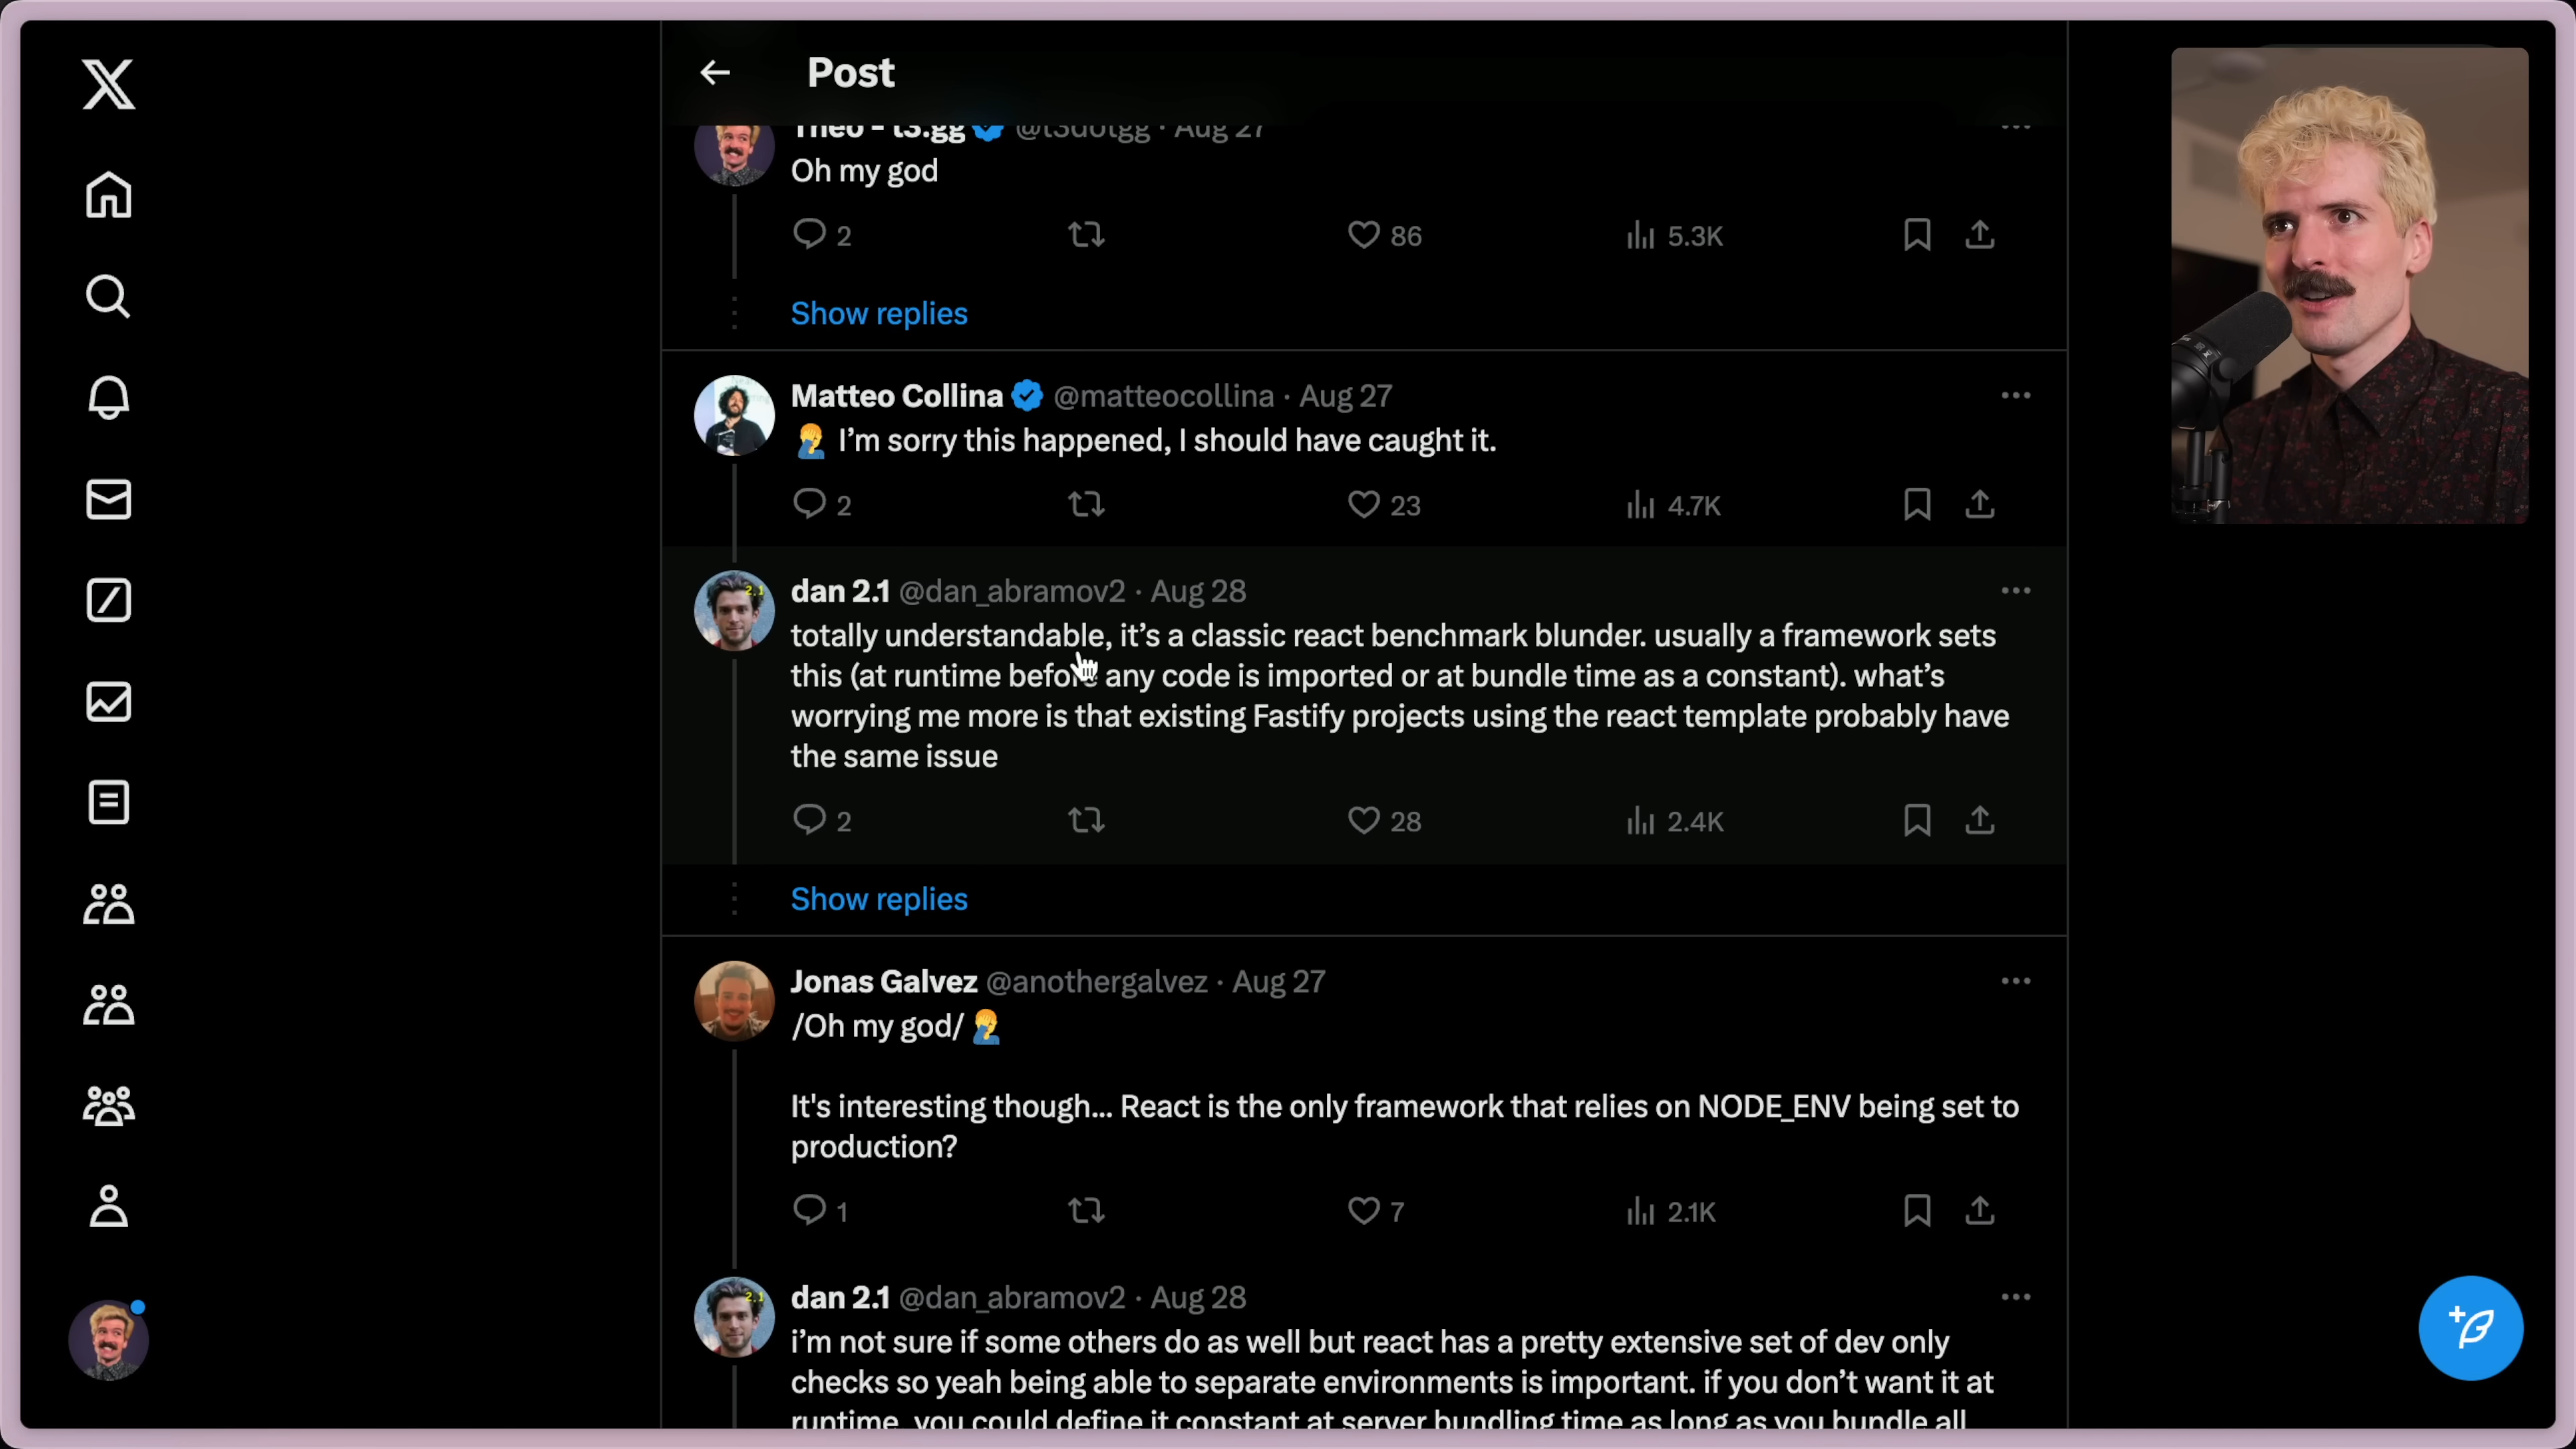 Post
Theo - t3.gg @t3dotgg · Aug 27
Oh my god
2
86
5.3K
Show replies
Matteo Collina @matteocollina · Aug 27
🤦 I’m sorry this happened, I should have caught it.
2
23
4.7K
dan 2.1 @dan_abramov2 · Aug 28
totally understandable, it’s a classic react benchmark blunder. usually a framework sets
this (at runtime before any code is imported or at bundle time as a constant). what’s
worrying me more is that existing Fastify projects using the react template probably have
the same issue
2
28
2.4K
Show replies
Jonas Galvez @anothergalvez · Aug 27
/Oh my god/ 🤦
It's interesting though... React is the only framework that relies on NODE_ENV being set to
production?
1
7
2.1K
dan 2.1 @dan_abramov2 · Aug 28
i’m not sure if some others do as well but react has a pretty extensive set of dev only
checks so yeah being able to separate environments is important. if you don’t want it at
runtime, you could define it constant at server bundling time as long as you bundle all